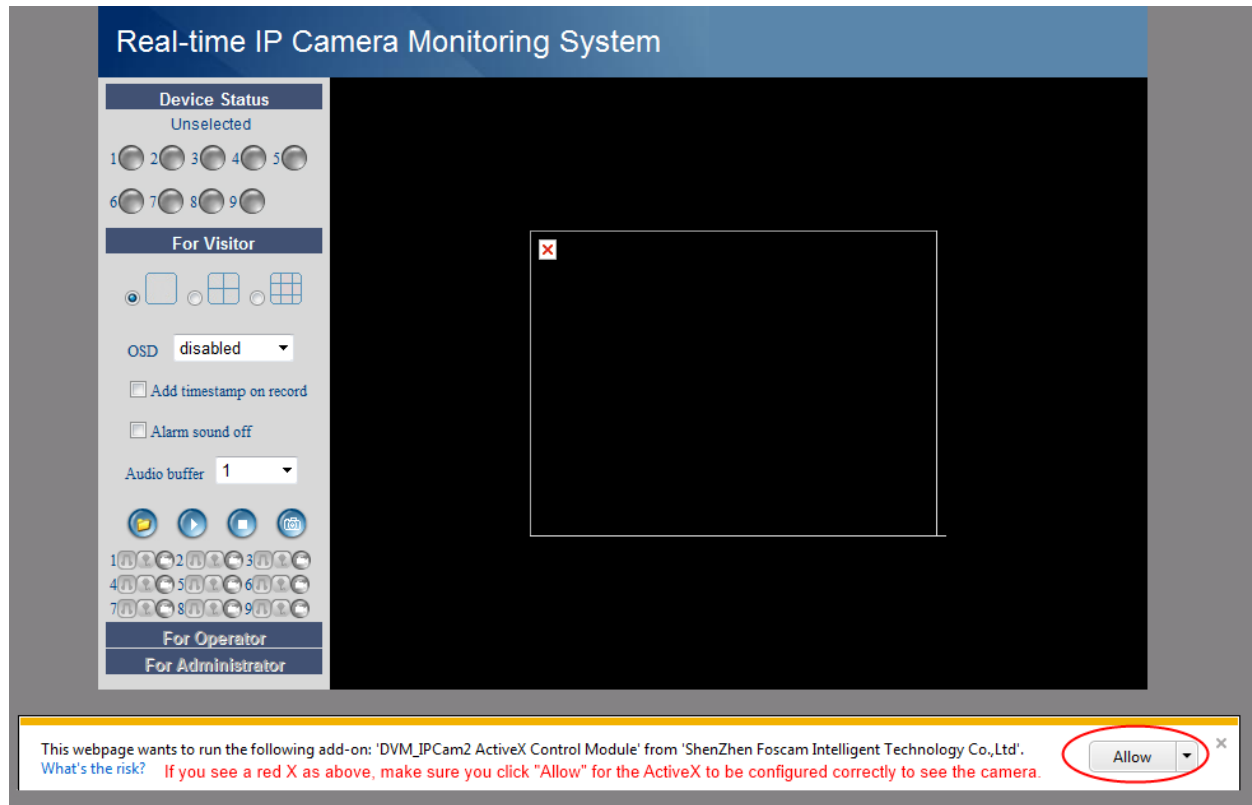 Real-time IP Camera Monitoring System
Device Status
Unselected
1 2 3 4 5
6 7 8 9
For Visitor
OSD disabled
Add timestamp on record
Alarm sound off
Audio buffer 1
1 2 3
4 5 6
7 8 9
For Operator
For Administrator
This webpage wants to run the following add-on: 'DVM_IPCam2 ActiveX Control Module' from 'ShenZhen Foscam Intelligent Technology Co.,Ltd'.
What's the risk? If you see a red X as above, make sure you click "Allow" for the ActiveX to be configured correctly to see the camera.
Allow